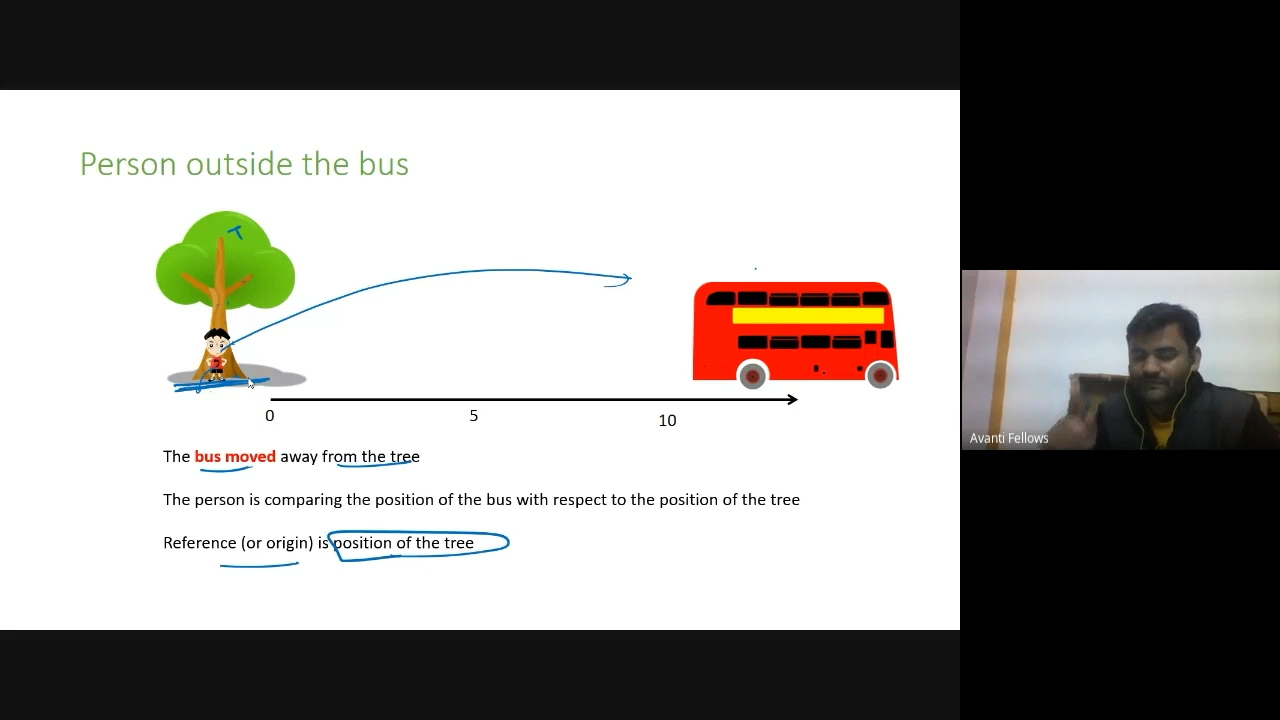 Person outside the bus
T
0 5 10
The bus moved away from the tree
The person is comparing the position of the bus with respect to the position of the tree
Reference (or origin) is position of the tree
Avanti Fellows